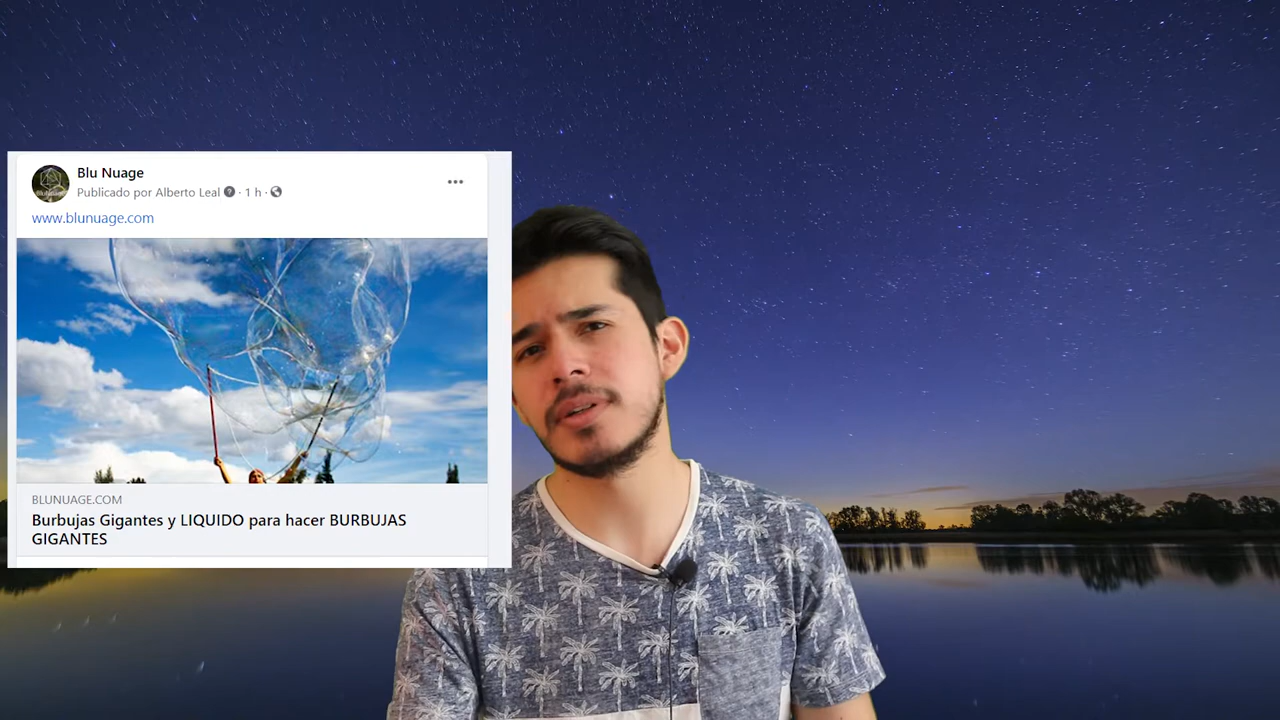 Blu Nuage
Publicado por Alberto Leal · 1 h ·
www.blunuage.com
BLUNUAGE.COM
Burbujas Gigantes y LIQUIDO para hacer BURBUJAS
GIGANTES